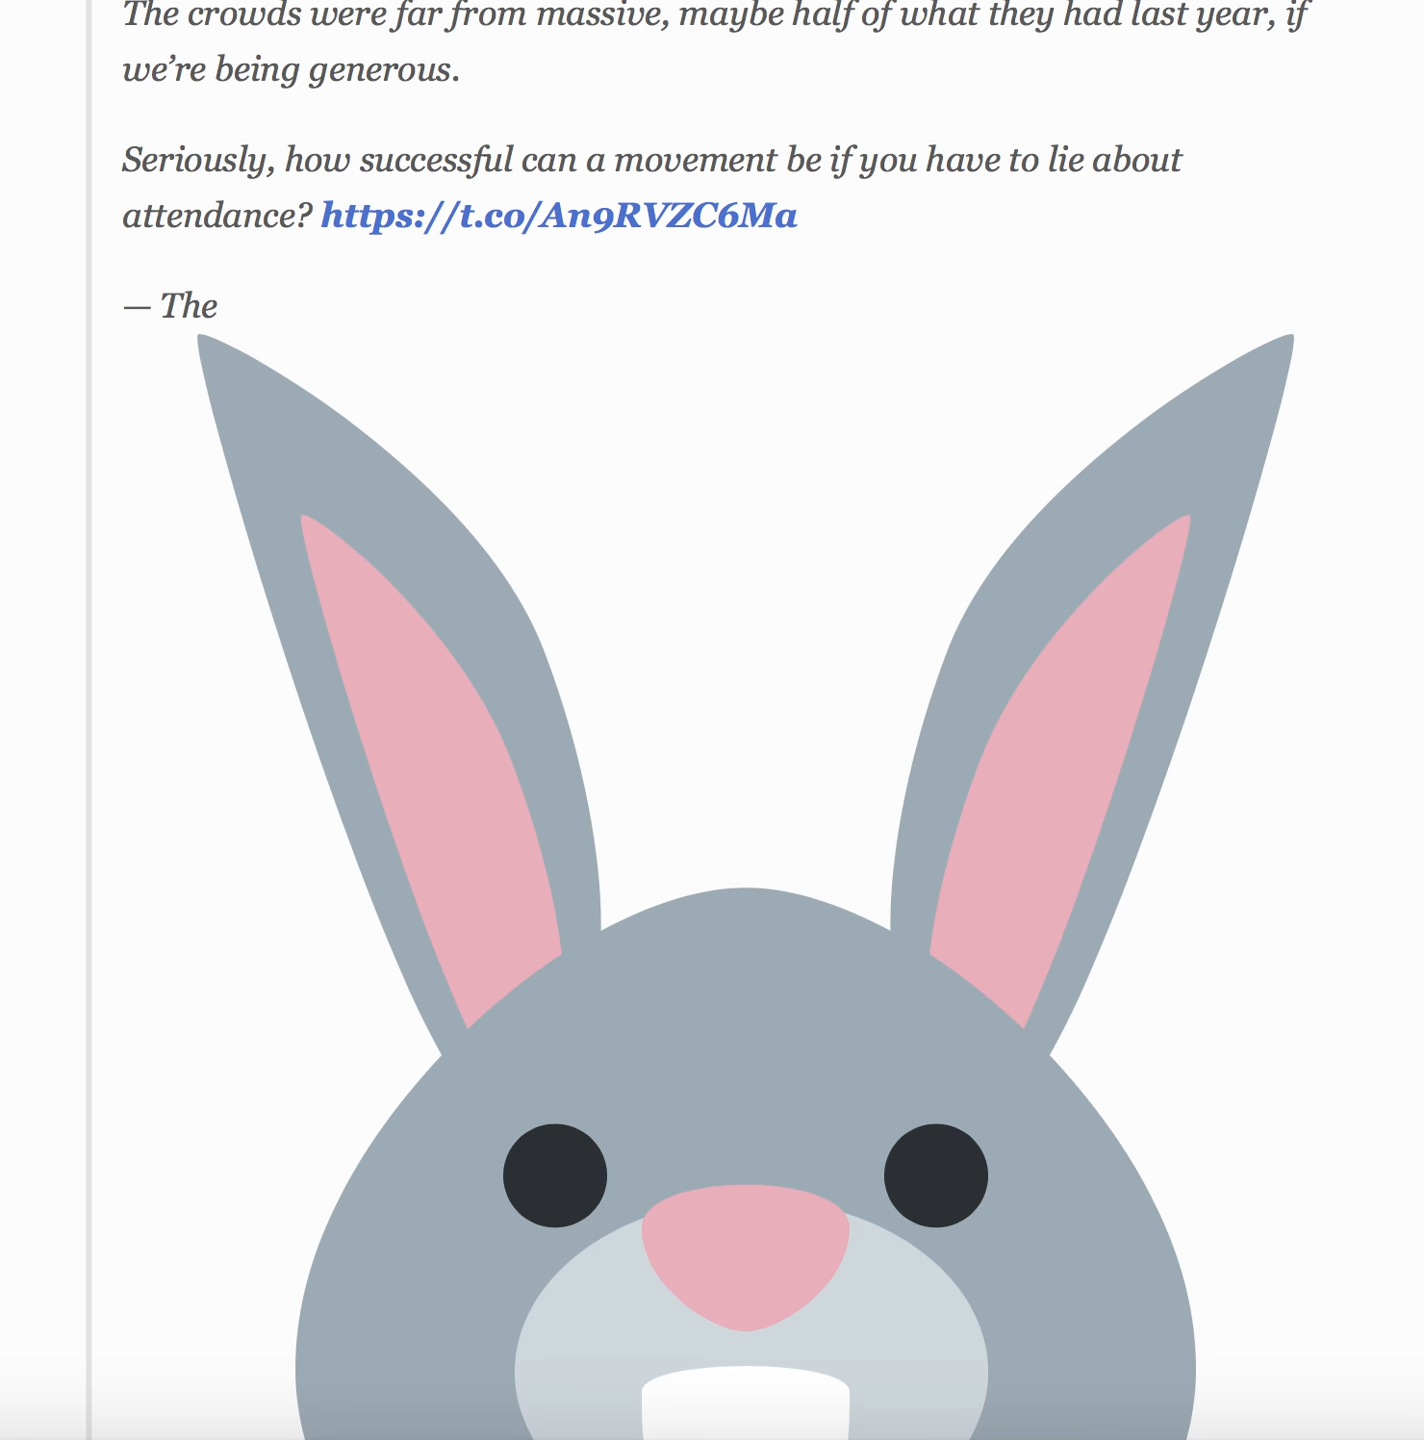 The crowds were far from massive, maybe half of what they had last year, if
we’re being generous.
Seriously, how successful can a movement be if you have to lie about
attendance? https://t.co/An9RVZC6Ma
— The